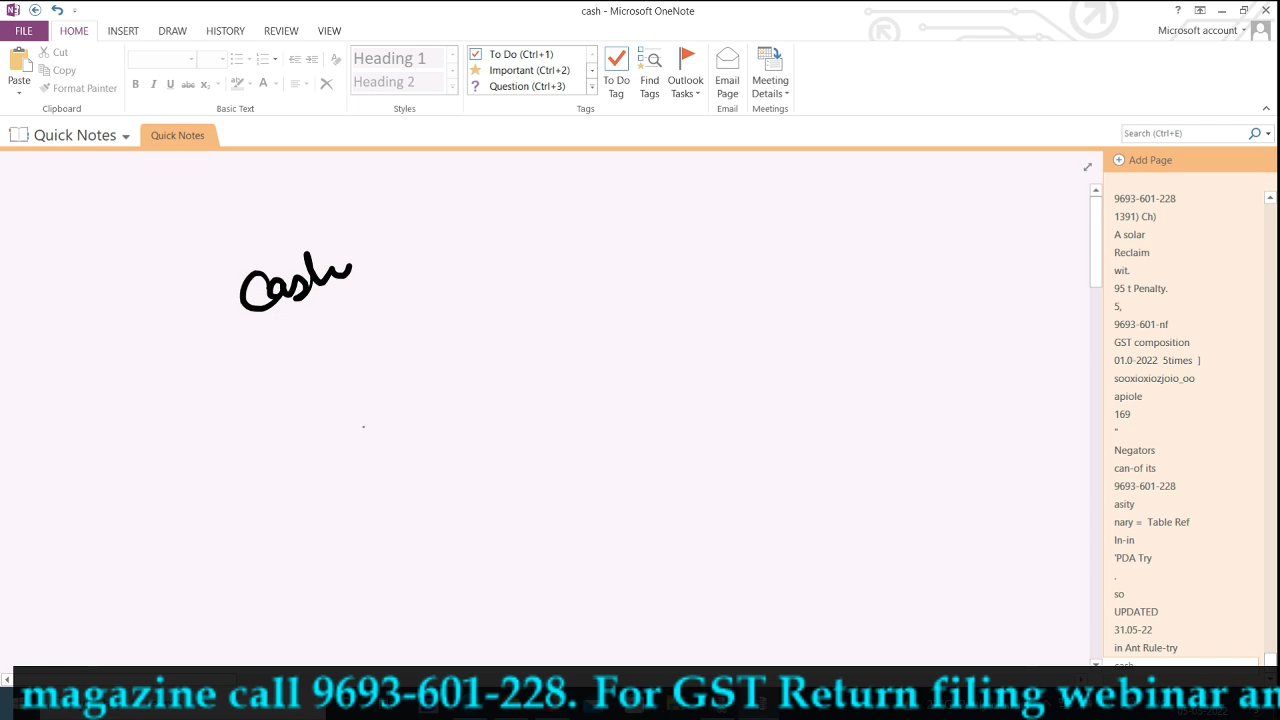 cash - Microsoft OneNote
Microsoft account
FILE HOME INSERT DRAW HISTORY REVIEW VIEW
Paste
Cut
Copy
Format Painter
Clipboard
B I U abc X₂ A
Basic Text
Heading 1
Heading 2
Styles
To Do (Ctrl+1)
Important (Ctrl+2)
Question (Ctrl+3)
To Do Tag
Find Tags
Outlook Tasks
Tags
Email Page
Email
Meeting Details
Meetings
Quick Notes
Quick Notes
Search (Ctrl+E)
Cash
Add Page
9693-601-228
1391) Ch)
A solar
Reclaim
wit.
95 t Penalty.
5,
9693-601-nf
GST composition
01.0-2022 5times ]
sooxioxiozjoio_oo
apiole
169
"
Negators
can-of its
9693-601-228
asity
nary = Table Ref
In-in
'PDA Try
.
so
UPDATED
31.05-22
in Ant Rule-try
cash
magazine call 9693-601-228. For GST Return filing webinar an